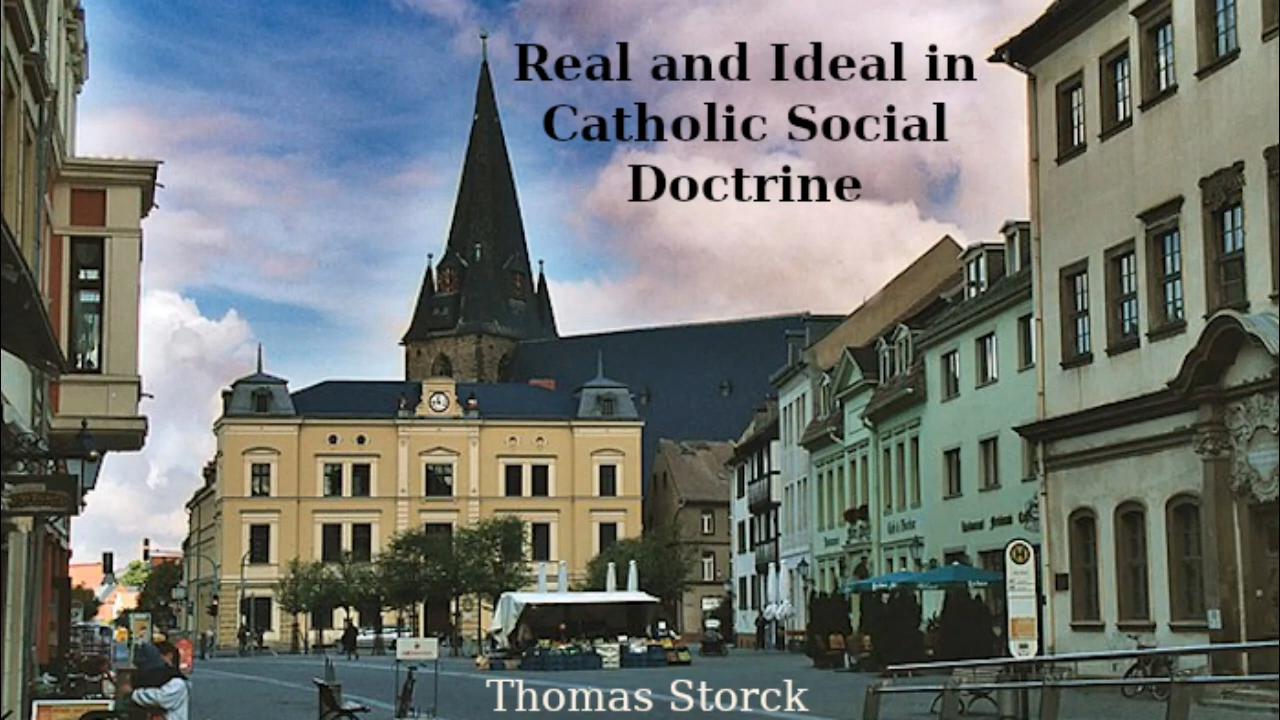 Real and Ideal in
Catholic Social
Doctrine
H
Thomas Storck